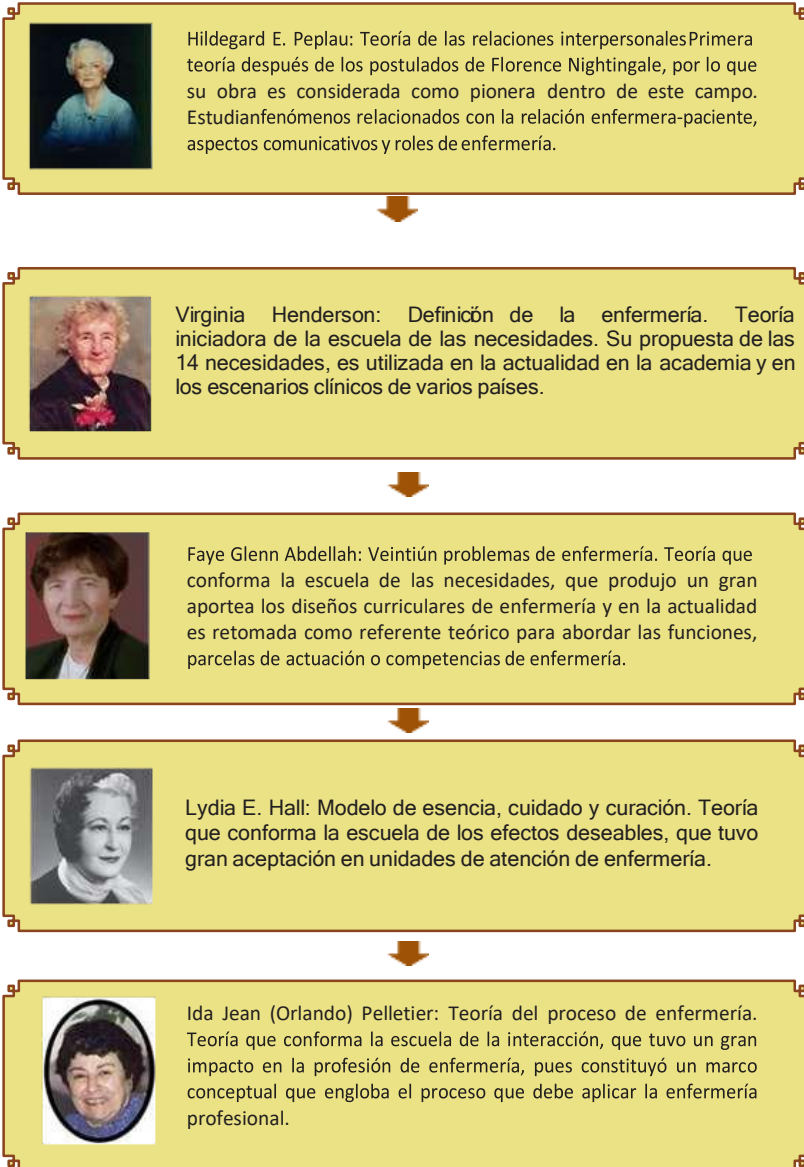 Hildegard E. Peplau: Teoría de las relaciones interpersonalesPrimera
teoría después de los postulados de Florence Nightingale, por lo que
su obra es considerada como pionera dentro de este campo.
Estudianfenómenos relacionados con la relación enfermera-paciente,
aspectos comunicativos y roles de enfermería.
Virginia Henderson: Definición de la enfermería. Teoría
iniciadora de la escuela de las necesidades. Su propuesta de las
14 necesidades, es utilizada en la actualidad en la academia y en
los escenarios clínicos de varios países.
Faye Glenn Abdellah: Veintiún problemas de enfermería. Teoría que
conforma la escuela de las necesidades, que produjo un gran
aportea los diseños curriculares de enfermería y en la actualidad
es retomada como referente teórico para abordar las funciones,
parcelas de actuación o competencias de enfermería.
Lydia E. Hall: Modelo de esencia, cuidado y curación. Teoría
que conforma la escuela de los efectos deseables, que tuvo
gran aceptación en unidades de atención de enfermería.
Ida Jean (Orlando) Pelletier: Teoría del proceso de enfermería.
Teoría que conforma la escuela de la interacción, que tuvo un gran
impacto en la profesión de enfermería, pues constituyó un marco
conceptual que engloba el proceso que debe aplicar la enfermería
profesional.